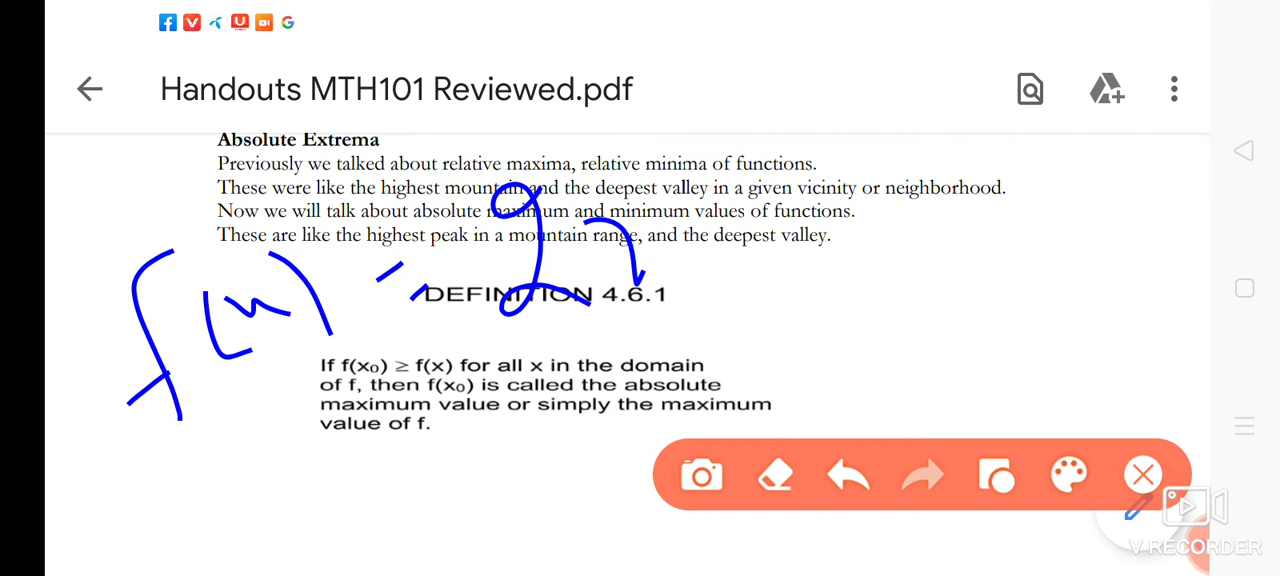 Handouts MTH101 Reviewed.pdf
Absolute Extrema
Previously we talked about relative maxima, relative minima of functions.
These were like the highest mountain and the deepest valley in a given vicinity or neighborhood.
Now we will talk about absolute maximum and minimum values of functions.
These are like the highest peak in a mountain range, and the deepest valley.
DEFINITION 4.6.1
If f(x₀) ≥ f(x) for all x in the domain
of f, then f(x₀) is called the absolute
maximum value or simply the maximum
value of f.
V RECORDER